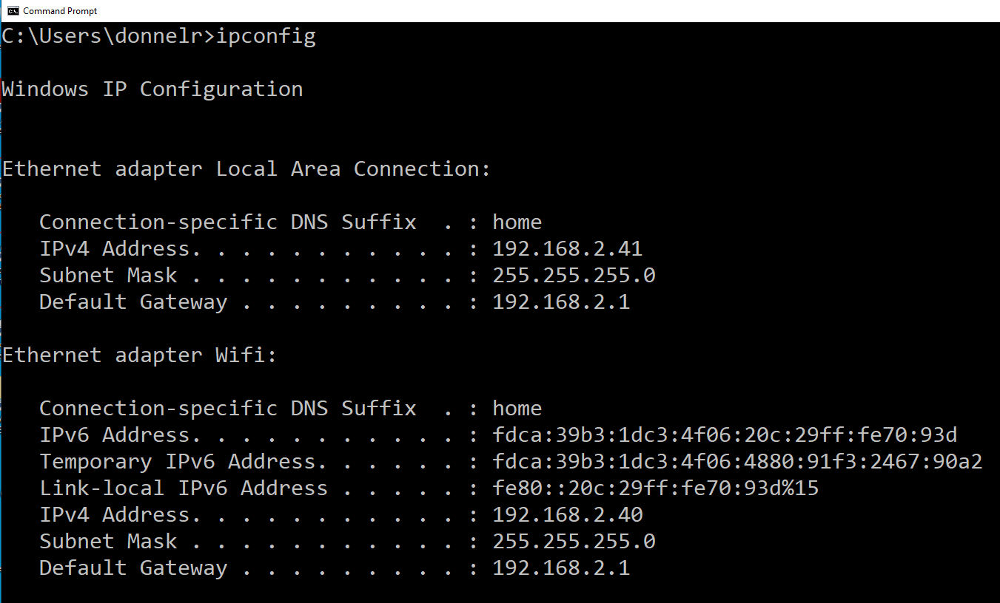 Command Prompt
C:\Users\donnelr>ipconfig
Windows IP Configuration
Ethernet adapter Local Area Connection:
   Connection-specific DNS Suffix  . : home
   IPv4 Address. . . . . . . . . . . : 192.168.2.41
   Subnet Mask . . . . . . . . . . . : 255.255.255.0
   Default Gateway . . . . . . . . . : 192.168.2.1
Ethernet adapter Wifi:
   Connection-specific DNS Suffix  . : home
   IPv6 Address. . . . . . . . . . . : fdca:39b3:1dc3:4f06:20c:29ff:fe70:93d
   Temporary IPv6 Address. . . . . . : fdca:39b3:1dc3:4f06:4880:91f3:2467:90a2
   Link-local IPv6 Address . . . . . : fe80::20c:29ff:fe70:93d%15
   IPv4 Address. . . . . . . . . . . : 192.168.2.40
   Subnet Mask . . . . . . . . . . . : 255.255.255.0
   Default Gateway . . . . . . . . . : 192.168.2.1